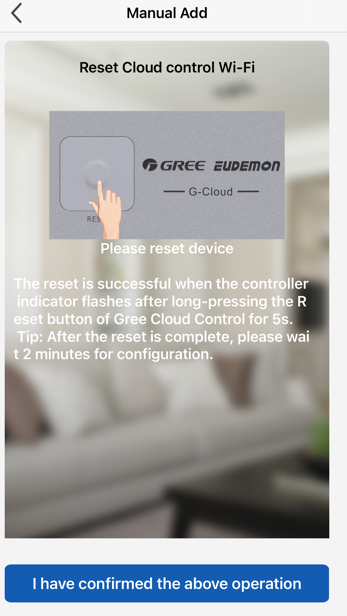 Manual Add
Reset Cloud control Wi-Fi
GREE EUDEMON
G-Cloud
Please reset device
The reset is successful when the controller
indicator flashes after long-pressing the R
eset button of Gree Cloud Control for 5s.
Tip: After the reset is complete, please wai
t 2 minutes for configuration.
I have confirmed the above operation